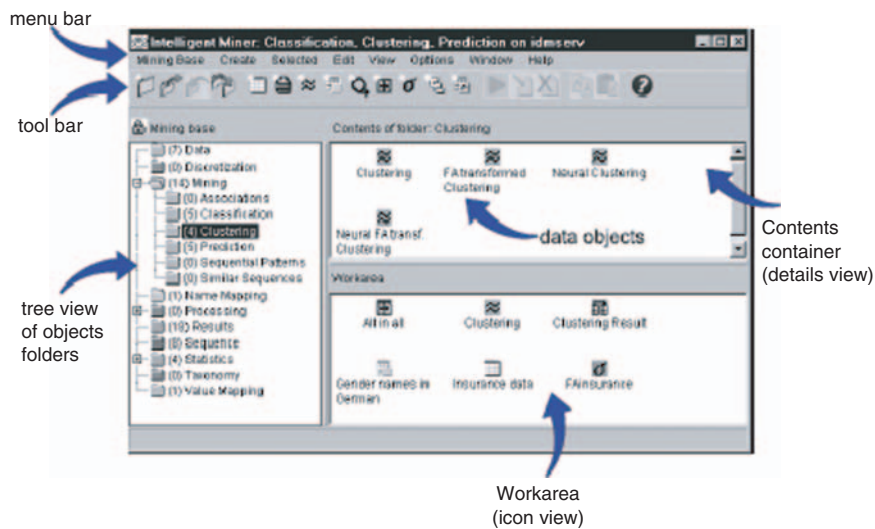 menu bar
Intelligent Miner: Classification, Clustering, Prediction on idmserv
Mining Base Create Selected Edit View Options Window Help
tool bar
Mining base
Contents of folder: Clustering
(7) Data
(0) Discretization
(14) Mining
(0) Associations
(5) Classification
(4) Clustering
(5) Prediction
(0) Sequential Patterns
(0) Similar Sequences
(1) Name Mapping
(0) Processing
(18) Results
(8) Sequence
(4) Statistics
(0) Taxonomy
(1) Value Mapping
Clustering
FAtransformed
Clustering
Neural Clustering
Neural FAtransf.
Clustering
data objects
Contents
container
(details view)
tree view
of objects
folders
Workarea
All in all
Clustering
Clustering Result
Gender names in
German
Insurance data
FAinsurance
Workarea
(icon view)